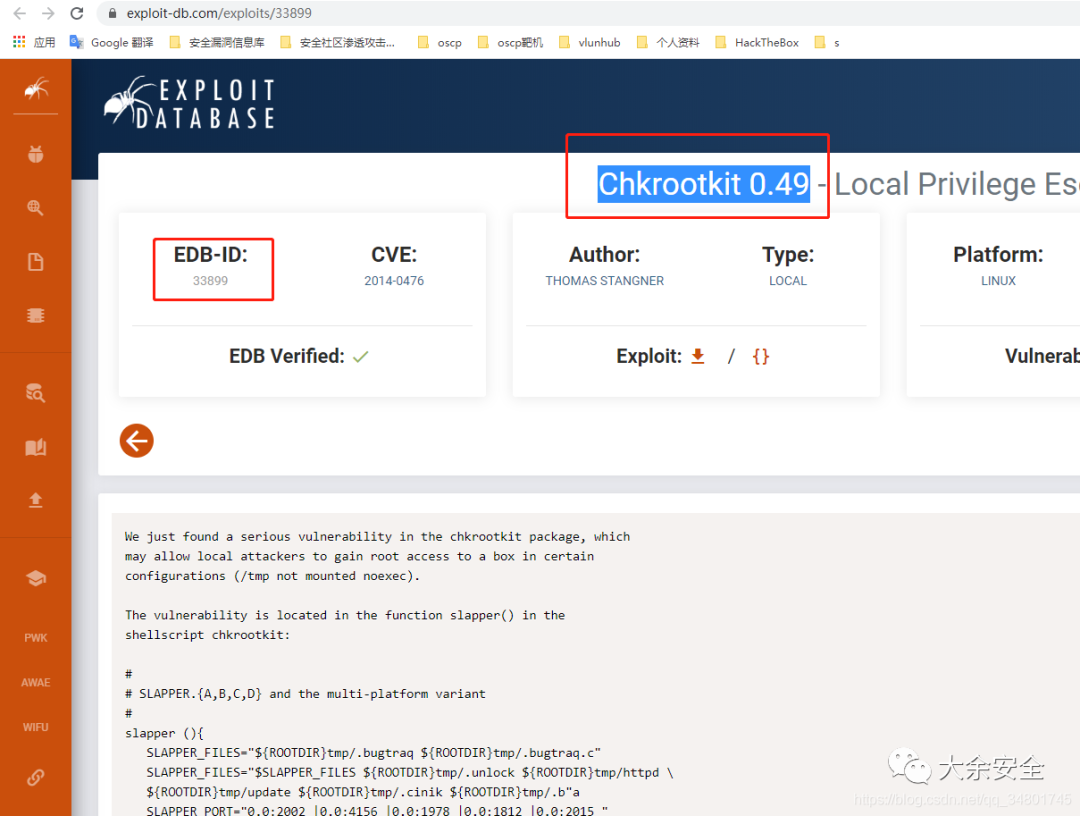 exploit-db.com/exploits/33899
应用 Google 翻译 安全漏洞信息库 安全社区渗透攻击... oscp oscp靶机 vlunhub 个人资料 HackTheBox s
EXPLOIT
DATABASE
Chkrootkit 0.49 - Local Privilege Es
EDB-ID:
33899
CVE:
2014-0476
Author:
THOMAS STANGNER
Type:
LOCAL
Platform:
LINUX
EDB Verified:
Exploit: / {}
Vulnerab
PWK
AWAE
WIFU
We just found a serious vulnerability in the chkrootkit package, which
may allow local attackers to gain root access to a box in certain
configurations (/tmp not mounted noexec).
The vulnerability is located in the function slapper() in the
shellscript chkrootkit:
#
# SLAPPER.{A,B,C,D} and the multi-platform variant
#
slapper (){
SLAPPER_FILES="${ROOTDIR}tmp/.bugtraq ${ROOTDIR}tmp/.bugtraq.c"
SLAPPER_FILES="$SLAPPER_FILES ${ROOTDIR}tmp/.unlock ${ROOTDIR}tmp/httpd \
${ROOTDIR}tmp/update ${ROOTDIR}tmp/.cinik ${ROOTDIR}tmp/.b"a
SLAPPER_PORT="0.0:2002 |0.0:4156 |0.0:1978 |0.0:1812 |0.0:2015 "
大余安全
https://blog.csdn.net/qq_34801745